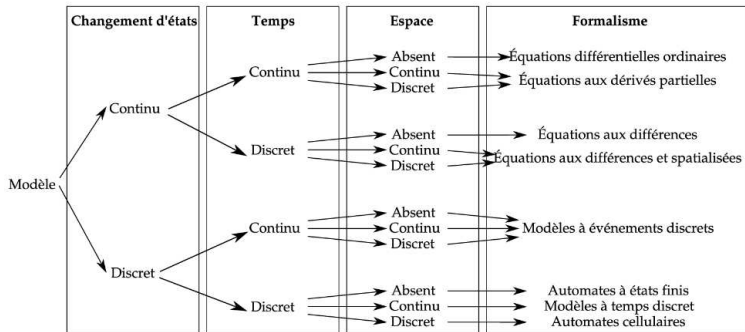 Changement d'états
Temps
Espace
Formalisme
Modèle
Continu
Discret
Continu
Discret
Continu
Discret
Absent
Continu
Discret
Absent
Continu
Discret
Absent
Continu
Discret
Absent
Continu
Discret
Équations différentielles ordinaires
Équations aux dérivés partielles
Équations aux différences
Équations aux différences et spatialisées
Modèles à événements discrets
Automates à états finis
Modèles à temps discret
Automates cellulaires